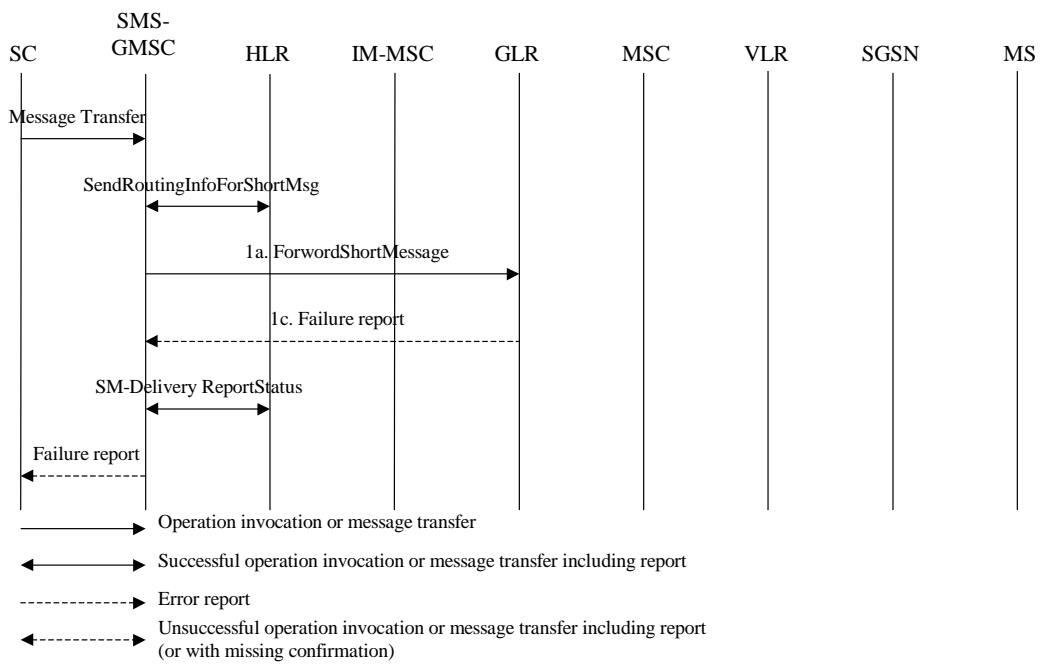 SMS-
GMSC
SC HLR IM-MSC GLR MSC VLR SGSN MS
Message Transfer
SendRoutingInfoForShortMsg
1a. ForwordShortMessage
1c. Failure report
SM-Delivery ReportStatus
Failure report
Operation invocation or message transfer
Successful operation invocation or message transfer including report
Error report
Unsuccessful operation invocation or message transfer including report
(or with missing confirmation)